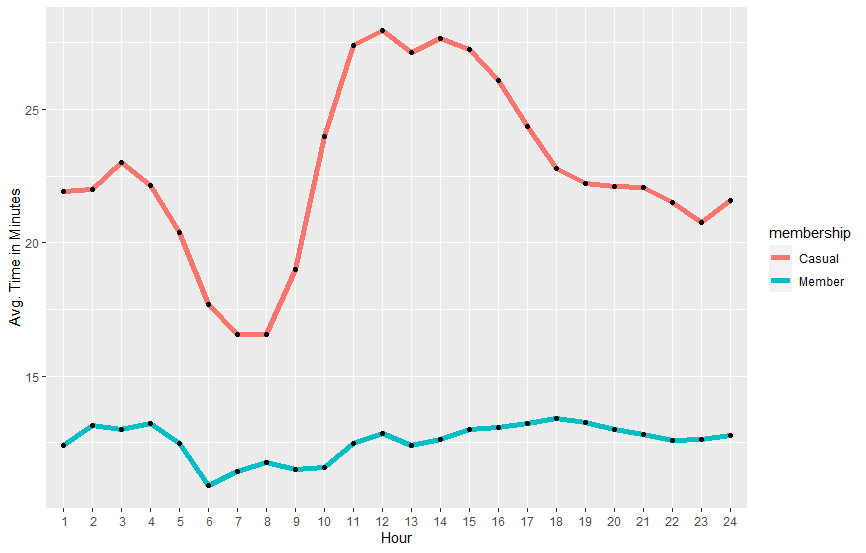 25
20
15
Avg. Time in Minutes
1 2 3 4 5 6 7 8 9 10 11 12 13 14 15 16 17 18 19 20 21 22 23 24
Hour
membership
Casual
Member